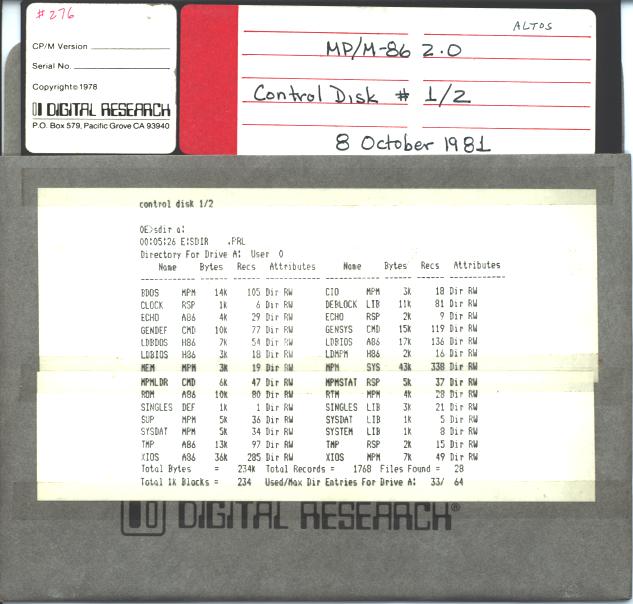 #276
CP/M Version
Serial No.
Copyright© 1978
DIGITAL RESEARCH
P.O. Box 579, Pacific Grove CA 93940
ALTOS
MP/M-86 2.0
Control Disk # 1/2
8 October 1981
control disk 1/2
0E>sdir a:
00:05:26 E:SDIR .PRL
Directory For Drive A: User 0
Name Bytes Recs Attributes Name Bytes Recs Attributes
BDOS MPM 14k 105 Dir RW CIO MPM 3k 18 Dir RW
CLOCK RSP 1k 6 Dir RW DEBLOCK LIB 11k 81 Dir RW
ECHO A86 4k 29 Dir RW ECHO RSP 2k 9 Dir RW
GENDEF CMD 10k 77 Dir RW GENSYS CMD 15k 119 Dir RW
LDBDOS H86 7k 54 Dir RW LDBIOS A86 17k 136 Dir RW
LDBIOS H86 3k 18 Dir RW LDMPM H86 2k 16 Dir RW
MEM MPM 3k 19 Dir RW MPM SYS 43k 338 Dir RW
MPMLDR CMD 6k 47 Dir RW MPMSTAT RSP 5k 37 Dir RW
ROM A86 10k 80 Dir RW RTM MPM 4k 28 Dir RW
SINGLES DEF 1k 1 Dir RW SINGLES LIB 3k 21 Dir RW
SUP MPM 5k 36 Dir RW SYSDAT LIB 1k 5 Dir RW
SYSDAT MPM 5k 34 Dir RW SYSTEM LIB 1k 8 Dir RW
TMP A86 13k 97 Dir RW TMP RSP 2k 15 Dir RW
XIOS A86 36k 285 Dir RW XIOS MPM 7k 49 Dir RW
Total Bytes = 234k Total Records = 1768 Files Found = 28
Total 1k Blocks = 234 Used/Max Dir Entries For Drive A: 33/ 64
DIGITAL RESEARCH®